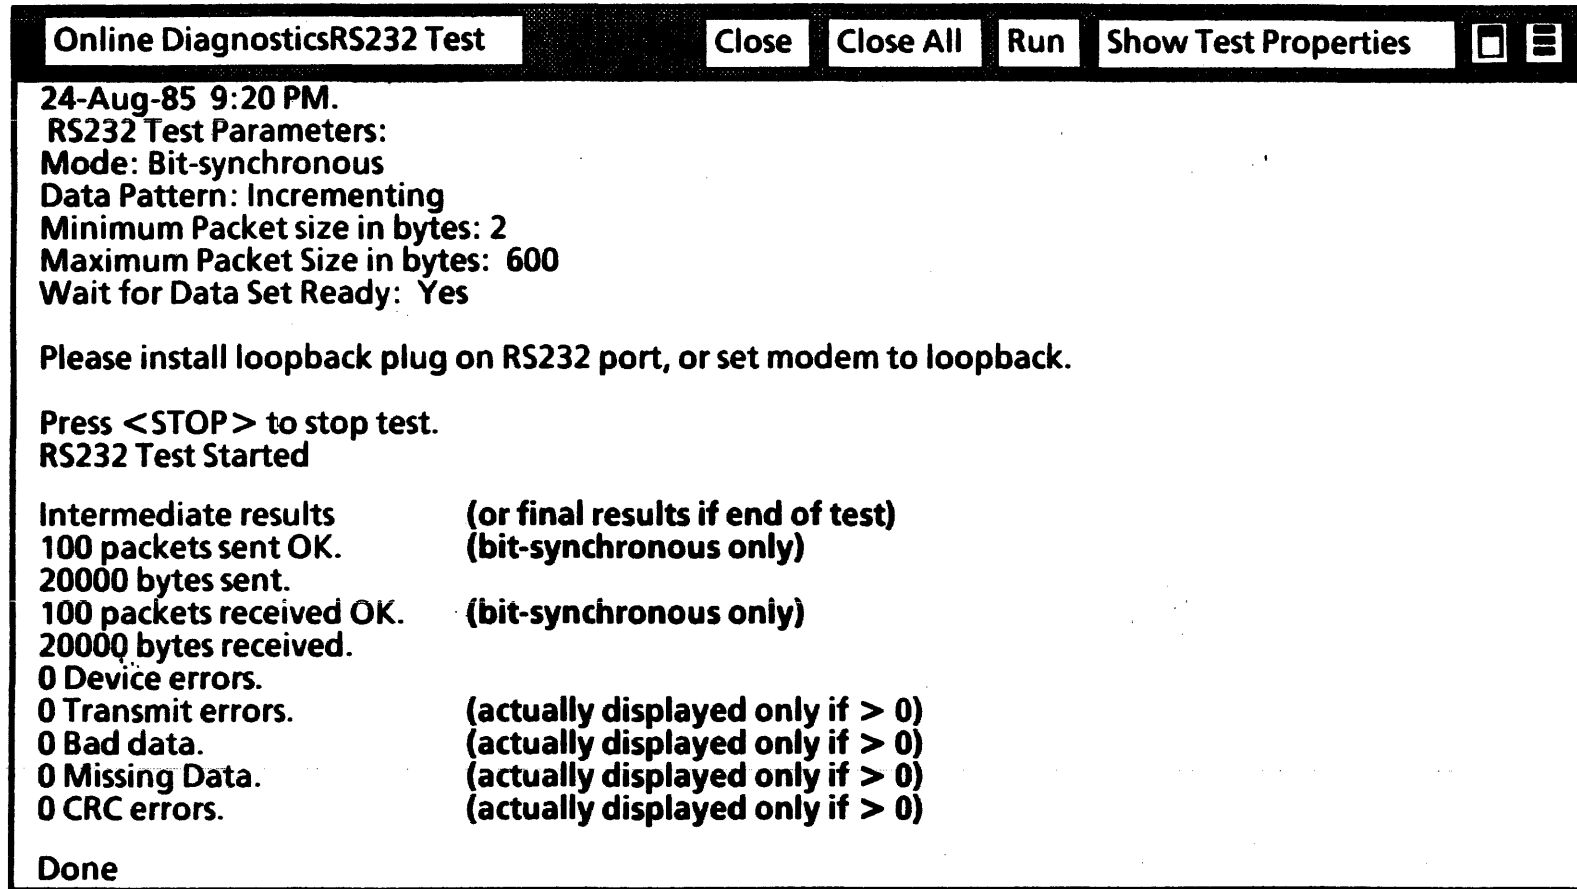 Online DiagnosticsRS232 Test Close Close All Run Show Test Properties
24-Aug-85 9:20 PM.
RS232 Test Parameters:
Mode: Bit-synchronous
Data Pattern: Incrementing
Minimum Packet size in bytes: 2
Maximum Packet Size in bytes: 600
Wait for Data Set Ready: Yes
Please install loopback plug on RS232 port, or set modem to loopback.
Press <STOP> to stop test.
RS232 Test Started
Intermediate results (or final results if end of test)
100 packets sent OK. (bit-synchronous only)
20000 bytes sent.
100 packets received OK. (bit-synchronous only)
20000 bytes received.
0 Device errors.
0 Transmit errors. (actually displayed only if > 0)
0 Bad data. (actually displayed only if > 0)
0 Missing Data. (actually displayed only if > 0)
0 CRC errors. (actually displayed only if > 0)
Done